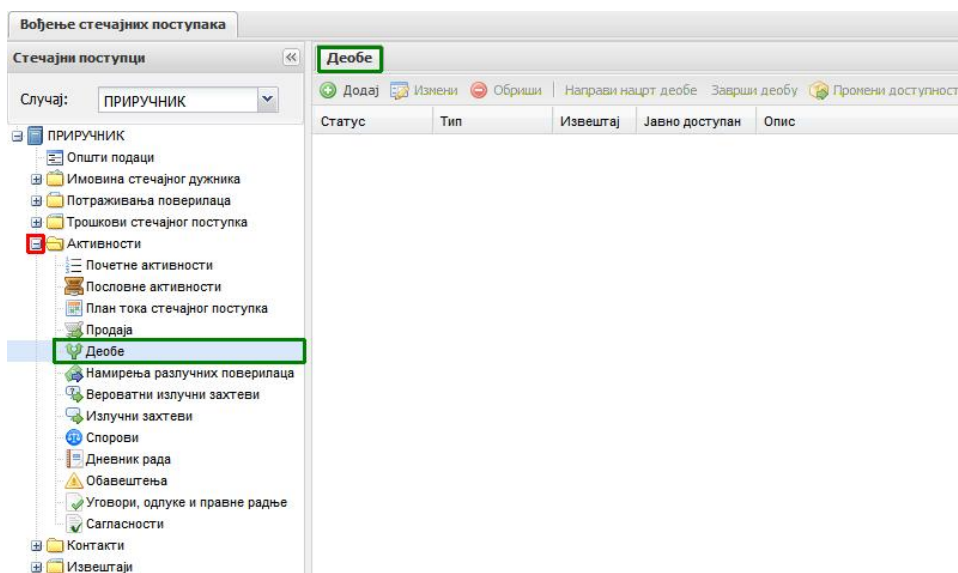 Вођење стечајних поступака
Стечајни поступци
Случај: ПРИРУЧНИК
ПРИРУЧНИК
Општи подаци
Имовина стечајног дужника
Потраживања поверилаца
Трошкови стечајног поступка
Активности
Почетне активности
Пословне активности
План тока стечајног поступка
Продаја
Деобе
Намирења разлучних поверилаца
Вероватни излучни захтеви
Излучни захтеви
Спорови
Дневник рада
Обавештења
Уговори, одлуке и правне радње
Сагласности
Контакти
Извештаји
Деобе
Додај Измени Обриши Направи нацрт деобе Заврши деобу Промени доступност
Статус Тип Извештај Јавно доступан Опис